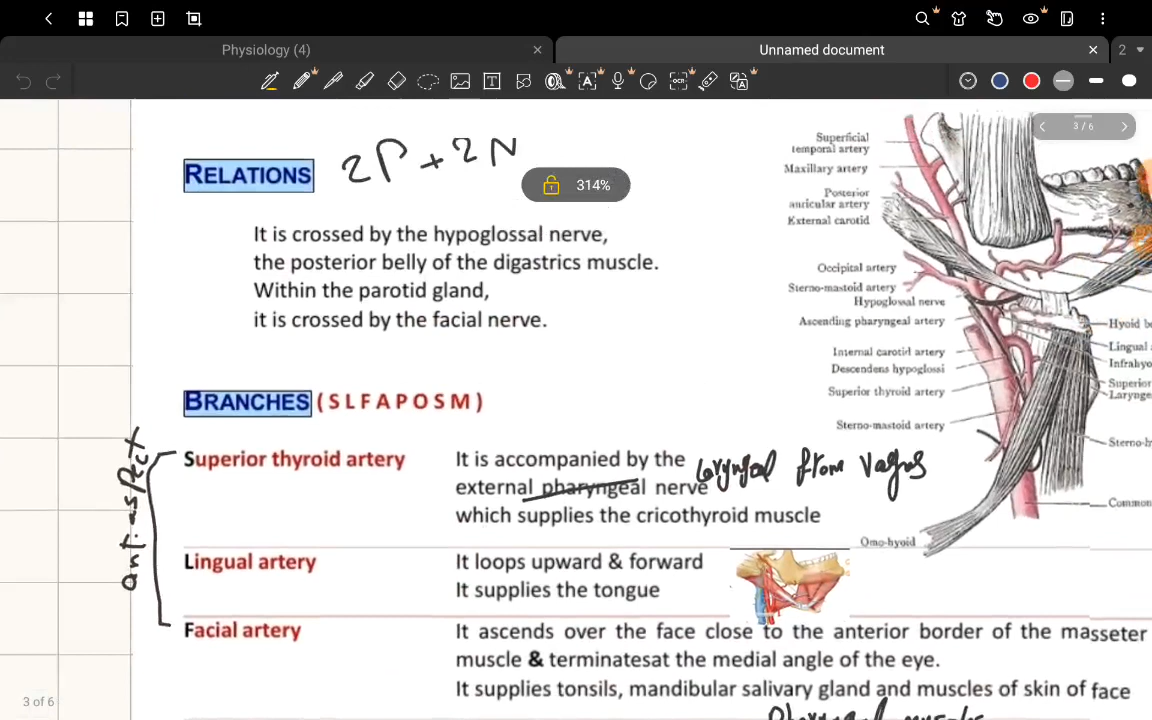 Physiology (4)
Unnamed document
2
3/6
314%
RELATIONS 2P + 2N
It is crossed by the hypoglossal nerve,
the posterior belly of the digastrics muscle.
Within the parotid gland,
it is crossed by the facial nerve.
Superficial
temporal artery
Maxillary artery
Posterior
auricular artery
External carotid
Occipital artery
Sterno-mastoid artery
Hypoglossal nerve
Ascending pharyngeal artery
Internal carotid artery
Descendens hypoglossi
Superior thyroid artery
Sterno-mastoid artery
Omo-hyoid
Hyoid b
Lingual
Infrahyo
Superior
Larynge
Sterno-h
Common
BRANCHES ( S L F A P O S M )
ant. aspect
Superior thyroid artery
It is accompanied by the
external pharyngeal nerve laryngeal from vagus
which supplies the cricothyroid muscle
Lingual artery
It loops upward & forward
It supplies the tongue
Facial artery
It ascends over the face close to the anterior border of the masseter
muscle & terminatesat the medial angle of the eye.
It supplies tonsils, mandibular salivary gland and muscles of skin of face
3 of 6